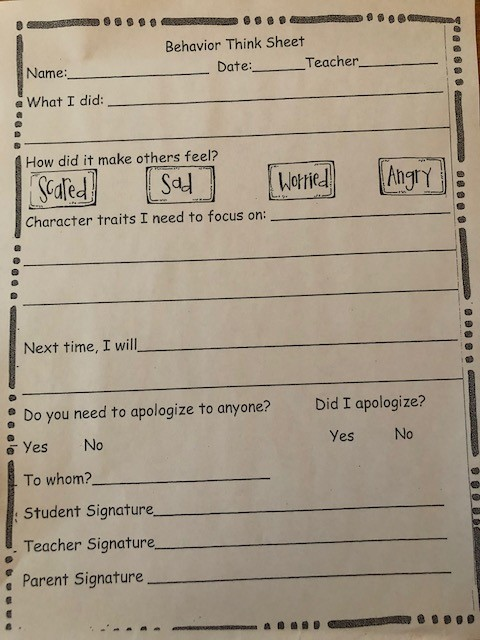 Behavior Think Sheet
Name: Date: Teacher
What I did:
How did it make others feel?
Scared Sad Worried Angry
Character traits I need to focus on:
Next time, I will
Do you need to apologize to anyone? Did I apologize?
Yes No Yes No
To whom?
Student Signature
Teacher Signature
Parent Signature